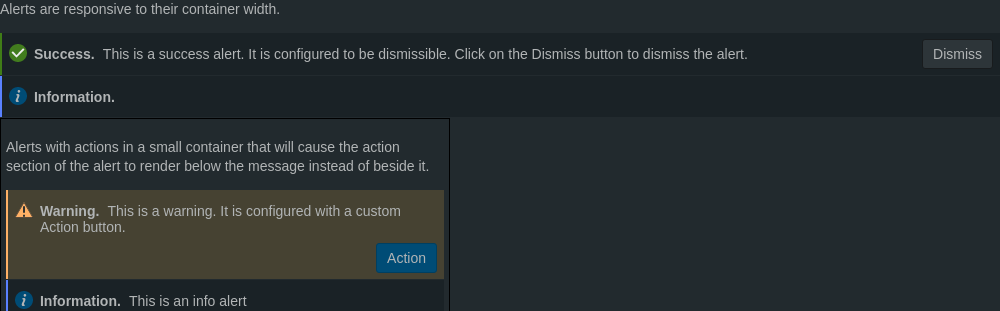 Alerts are responsive to their container width.
Success. This is a success alert. It is configured to be dismissible. Click on the Dismiss button to dismiss the alert.
Dismiss
Information.
Alerts with actions in a small container that will cause the action
section of the alert to render below the message instead of beside it.
Warning. This is a warning. It is configured with a custom
Action button.
Action
Information. This is an info alert